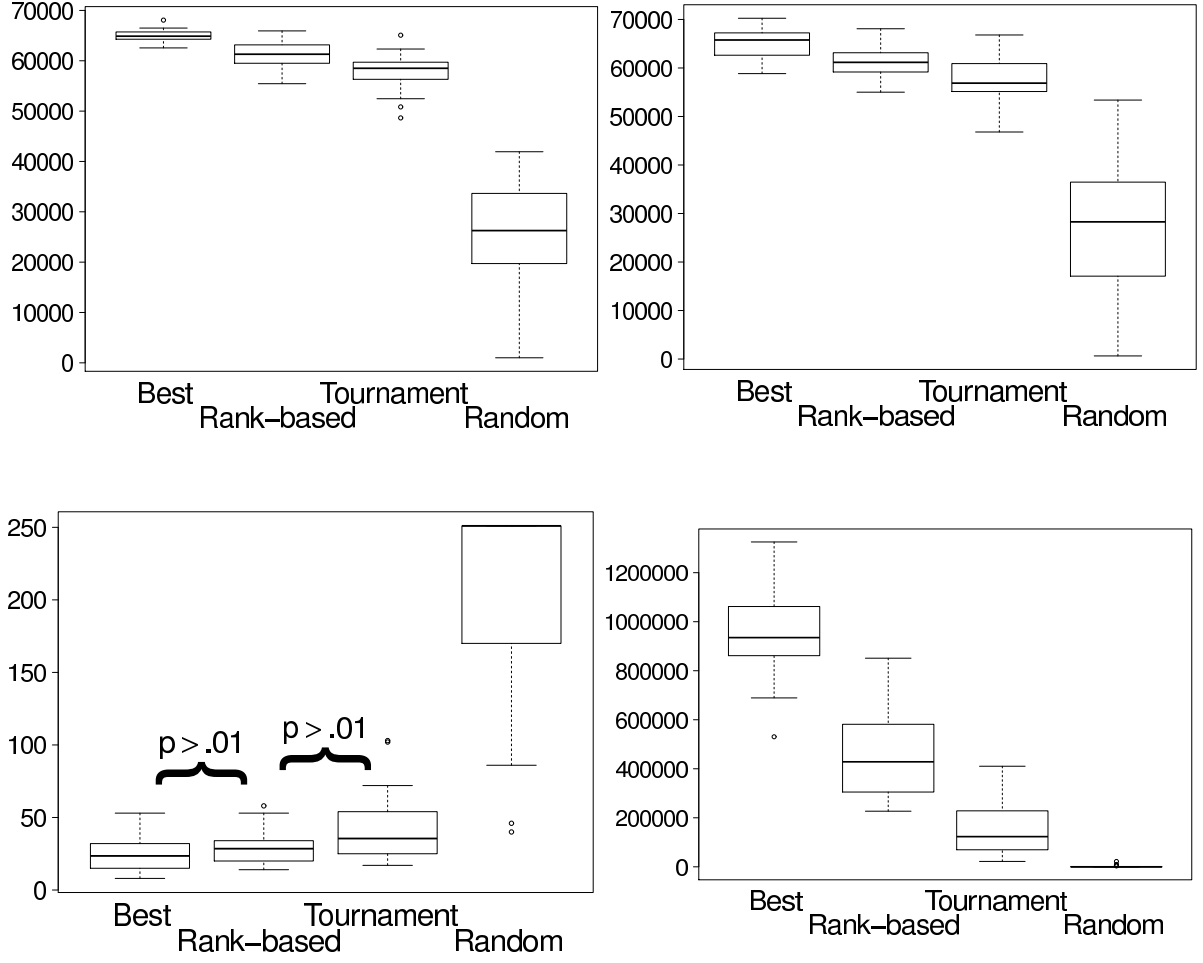 70000
60000
50000
40000
30000
20000
10000
0
Best
Tournament
Rank−based
Random
70000
60000
50000
40000
30000
20000
10000
0
Best
Tournament
Rank−based
Random
250
200
150
100
50
0
p > .01
p > .01
Best
Tournament
Rank−based
Random
1200000
1000000
800000
600000
400000
200000
0
Best
Tournament
Rank−based
Random